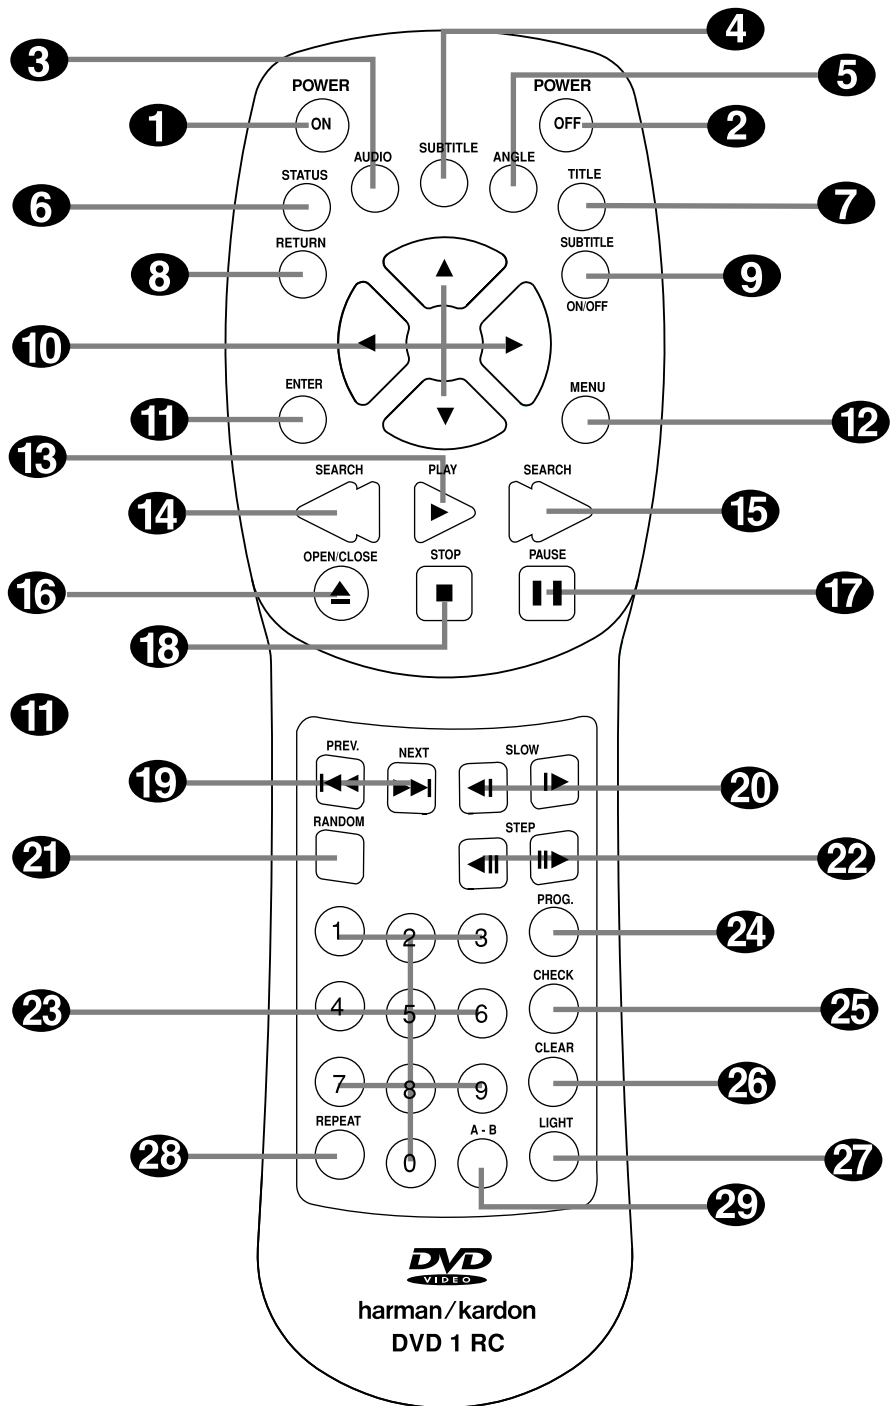 4
3
5
POWER
POWER
1
ON
OFF
2
AUDIO
SUBTITLE
ANGLE
STATUS
TITLE
6
7
RETURN
SUBTITLE
8
9
ON/OFF
10
ENTER
MENU
11
12
13
SEARCH
PLAY
SEARCH
14
15
OPEN/CLOSE
STOP
PAUSE
16
17
18
11
PREV.
NEXT
SLOW
19
20
RANDOM
STEP
21
22
PROG.
1
2
3
24
CHECK
23
4
5
6
25
CLEAR
7
8
9
26
REPEAT
A - B
LIGHT
28
0
27
29
DVD
VIDEO
harman/kardon
DVD 1 RC